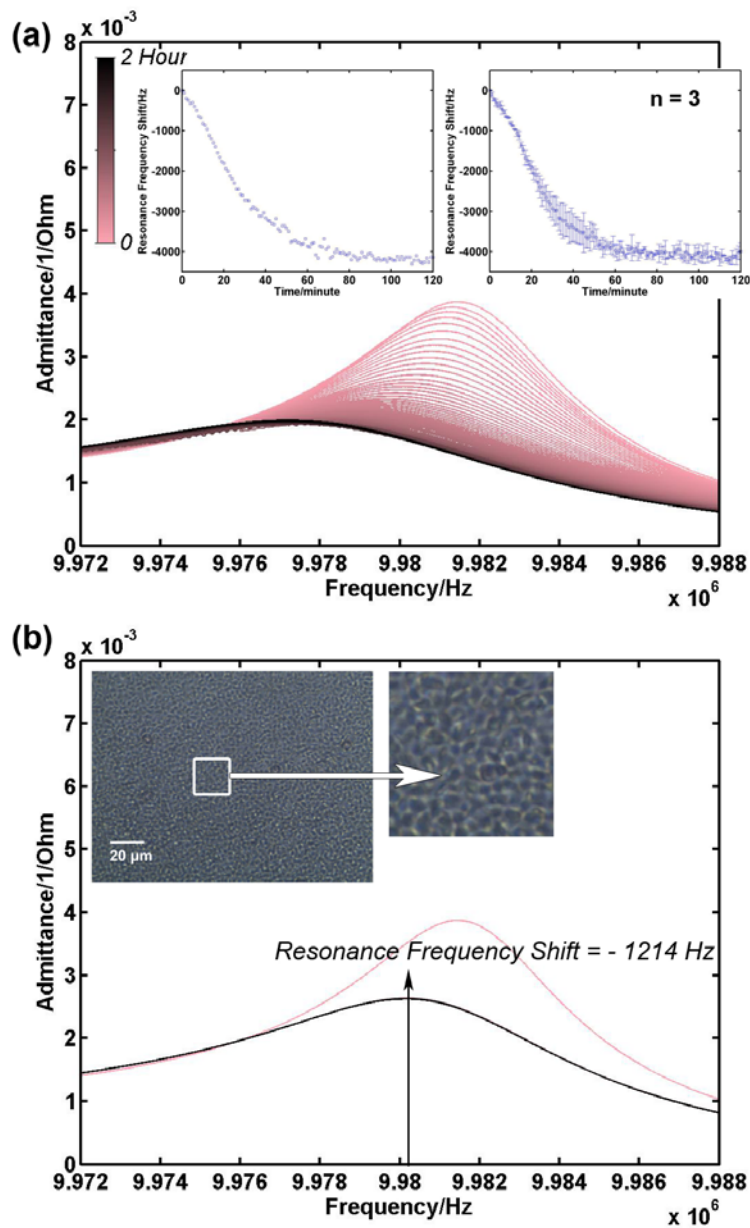 (a)
x 10-3
8
7
6
5
4
3
2
1
0
Admittance/1/Ohm
2 Hour
0
0
-1000
-2000
-3000
-4000
Resonance Frequency Shift/Hz
0 20 40 60 80 100 120
Time/minute
n = 3
0
-1000
-2000
-3000
-4000
Resonance Frequency Shift/Hz
0 20 40 60 80 100 120
Time/minute
9.972 9.974 9.976 9.978 9.98 9.982 9.984 9.986 9.988
Frequency/Hz
x 10 6
(b)
x 10-3
8
7
6
5
4
3
2
1
0
Admittance/1/Ohm
20 µm
Resonance Frequency Shift = - 1214 Hz
9.972 9.974 9.976 9.978 9.98 9.982 9.984 9.986 9.988
Frequency/Hz
x 10 6